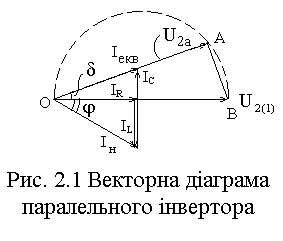 U2a
A
Iекв
δ
IC
O
IR
B
U2(1)
φ
IL
Iн
Рис. 2.1 Векторна діаграма
паралельного інвертора